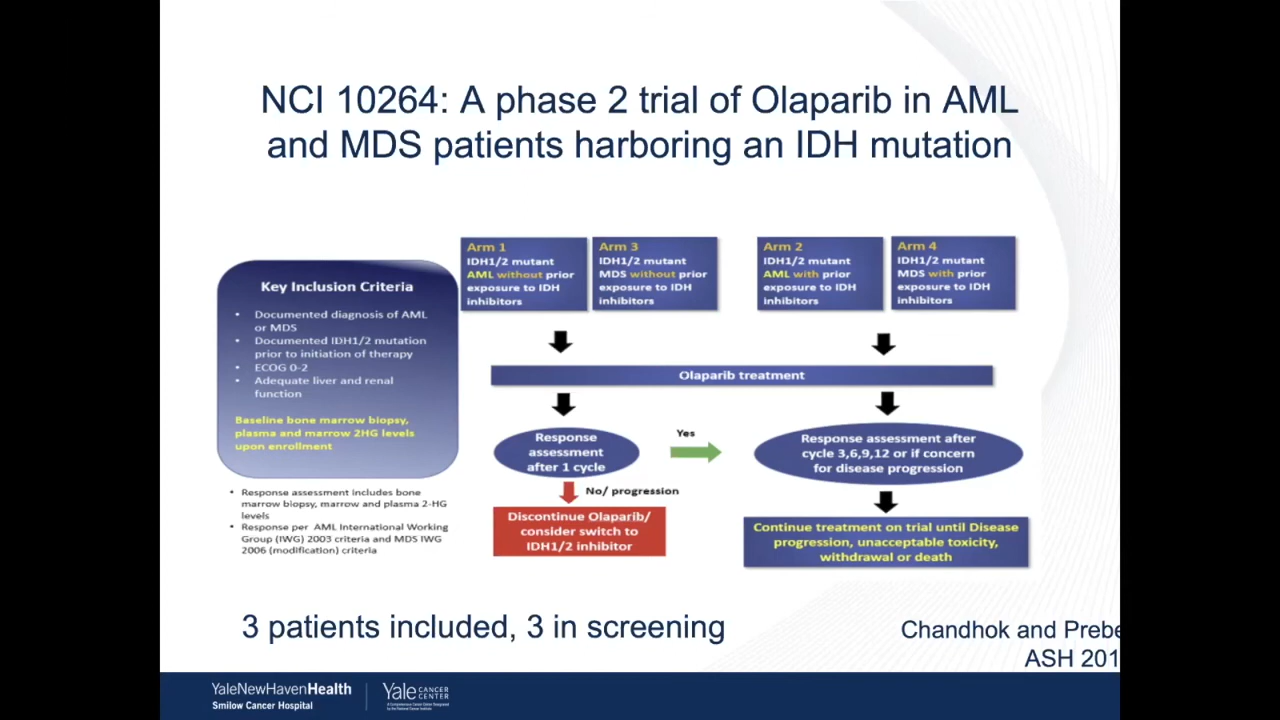 NCI 10264: A phase 2 trial of Olaparib in AML
and MDS patients harboring an IDH mutation
Key Inclusion Criteria
• Documented diagnosis of AML
or MDS
• Documented IDH1/2 mutation
prior to initiation of therapy
• ECOG 0-2
• Adequate liver and renal
function
Baseline bone marrow biopsy,
plasma and marrow 2HG levels
upon enrollment
• Response assessment includes bone
marrow biopsy, marrow and plasma 2-HG
levels
• Response per AML International Working
Group (IWG) 2003 criteria and MDS IWG
2006 (modification) criteria
Arm 1
IDH1/2 mutant
AML without prior
exposure to IDH
inhibitors
Arm 3
IDH1/2 mutant
MDS without prior
exposure to IDH
inhibitors
Arm 2
IDH1/2 mutant
AML with prior
exposure to IDH
inhibitors
Arm 4
IDH1/2 mutant
MDS with prior
exposure to IDH
inhibitors
Olaparib treatment
Response
assessment
after 1 cycle
Yes
Response assessment after
cycle 3,6,9,12 or if concern
for disease progression
No/ progression
Discontinue Olaparib/
consider switch to
IDH1/2 inhibitor
Continue treatment on trial until Disease
progression, unacceptable toxicity,
withdrawal or death
3 patients included, 3 in screening
Chandhok and Prebe
ASH 201
YaleNewHavenHealth
Smilow Cancer Hospital
Yale CANCER
CENTER
A Comprehensive Cancer Center Designated
by the National Cancer Institute